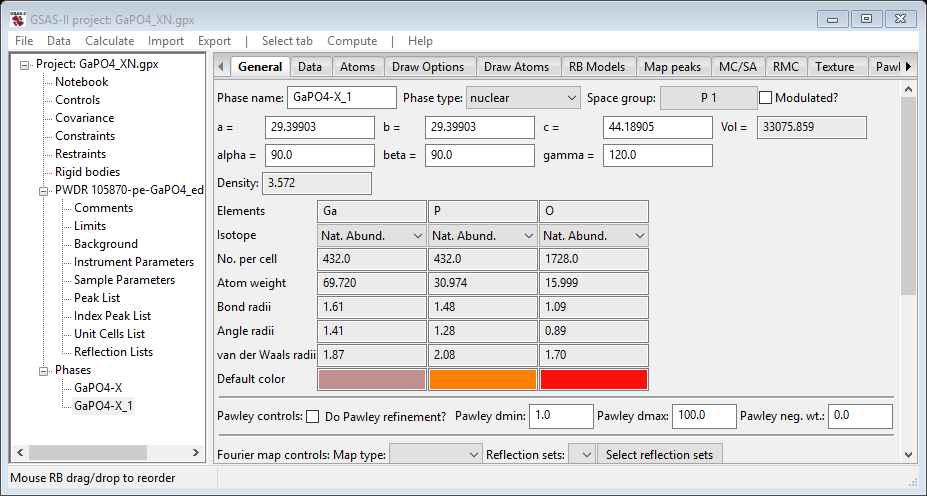 GSAS-II project: GaPO4_XN.gpx
File Data Calculate Import Export | Select tab Compute | Help
Project: GaPO4_XN.gpx
Notebook
Controls
Covariance
Constraints
Restraints
Rigid bodies
PWDR 105870-pe-GaPO4_ed
Comments
Limits
Background
Instrument Parameters
Sample Parameters
Peak List
Index Peak List
Unit Cells List
Reflection Lists
Phases
GaPO4-X
GaPO4-X_1
General Data Atoms Draw Options Draw Atoms RB Models Map peaks MC/SA RMC Texture Pawl
Phase name: GaPO4-X_1 Phase type: nuclear Space group: P 1 Modulated?
a = 29.39903 b = 29.39903 c = 44.18905 Vol = 33075.859
alpha = 90.0 beta = 90.0 gamma = 120.0
Density: 3.572
Elements Ga P O
Isotope Nat. Abund. Nat. Abund. Nat. Abund.
No. per cell 432.0 432.0 1728.0
Atom weight 69.720 30.974 15.999
Bond radii 1.61 1.48 1.09
Angle radii 1.41 1.28 0.89
van der Waals radii 1.87 2.08 1.70
Default color
Pawley controls: Do Pawley refinement? Pawley dmin: 1.0 Pawley dmax: 100.0 Pawley neg. wt.: 0.0
Fourier map controls: Map type: Reflection sets: Select reflection sets
Mouse RB drag/drop to reorder